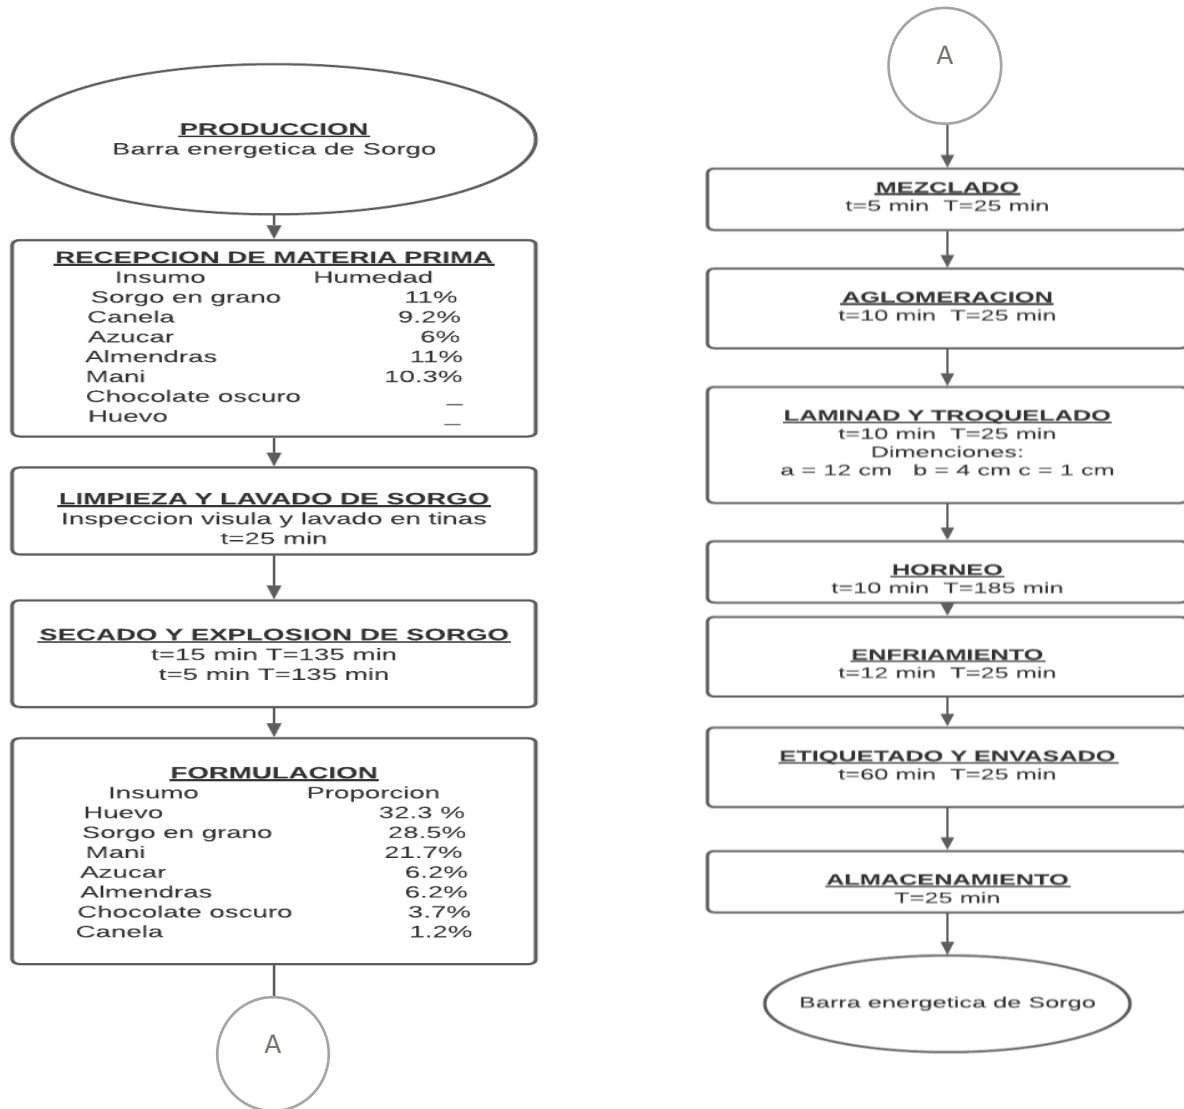 PRODUCCION
Barra energetica de Sorgo
RECEPCION DE MATERIA PRIMA
Insumo Humedad
Sorgo en grano 11%
Canela 9.2%
Azucar 6%
Almendras 11%
Mani 10.3%
Chocolate oscuro _
Huevo _
LIMPIEZA Y LAVADO DE SORGO
Inspeccion visula y lavado en tinas
t=25 min
SECADO Y EXPLOSION DE SORGO
t=15 min T=135 min
t=5 min T=135 min
FORMULACION
Insumo Proporcion
Huevo 32.3 %
Sorgo en grano 28.5%
Mani 21.7%
Azucar 6.2%
Almendras 6.2%
Chocolate oscuro 3.7%
Canela 1.2%
A
A
MEZCLADO
t=5 min T=25 min
AGLOMERACION
t=10 min T=25 min
LAMINAD Y TROQUELADO
t=10 min T=25 min
Dimenciones:
a = 12 cm b = 4 cm c = 1 cm
HORNEO
t=10 min T=185 min
ENFRIAMIENTO
t=12 min T=25 min
ETIQUETADO Y ENVASADO
t=60 min T=25 min
ALMACENAMIENTO
T=25 min
Barra energetica de Sorgo